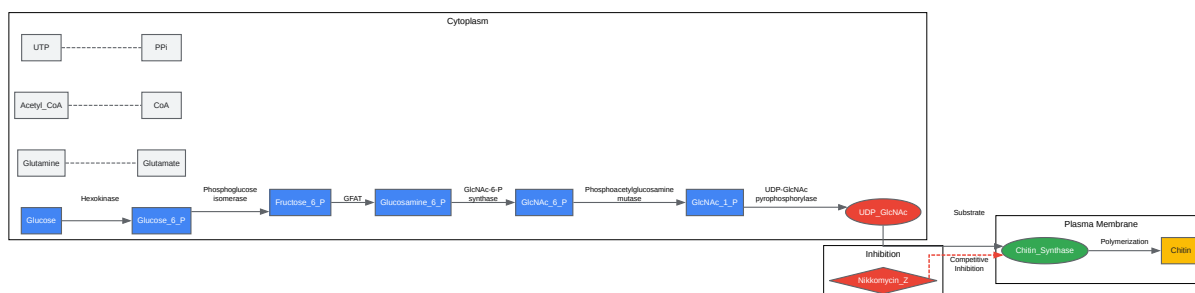 Cytoplasm
UTP
PPi
Acetyl_CoA
CoA
Glutamine
Glutamate
Glucose
Hexokinase
Glucose_6_P
Phosphoglucose
isomerase
Fructose_6_P
GFAT
Glucosamine_6_P
GlcNAc-6-P
synthase
GlcNAc_6_P
Phosphoacetylglucosamine
mutase
GlcNAc_1_P
UDP-GlcNAc
pyrophosphorylase
UDP_GlcNAc
Substrate
Plasma Membrane
Chitin_Synthase
Polymerization
Chitin
Inhibition
Nikkomycin_Z
Competitive
Inhibition